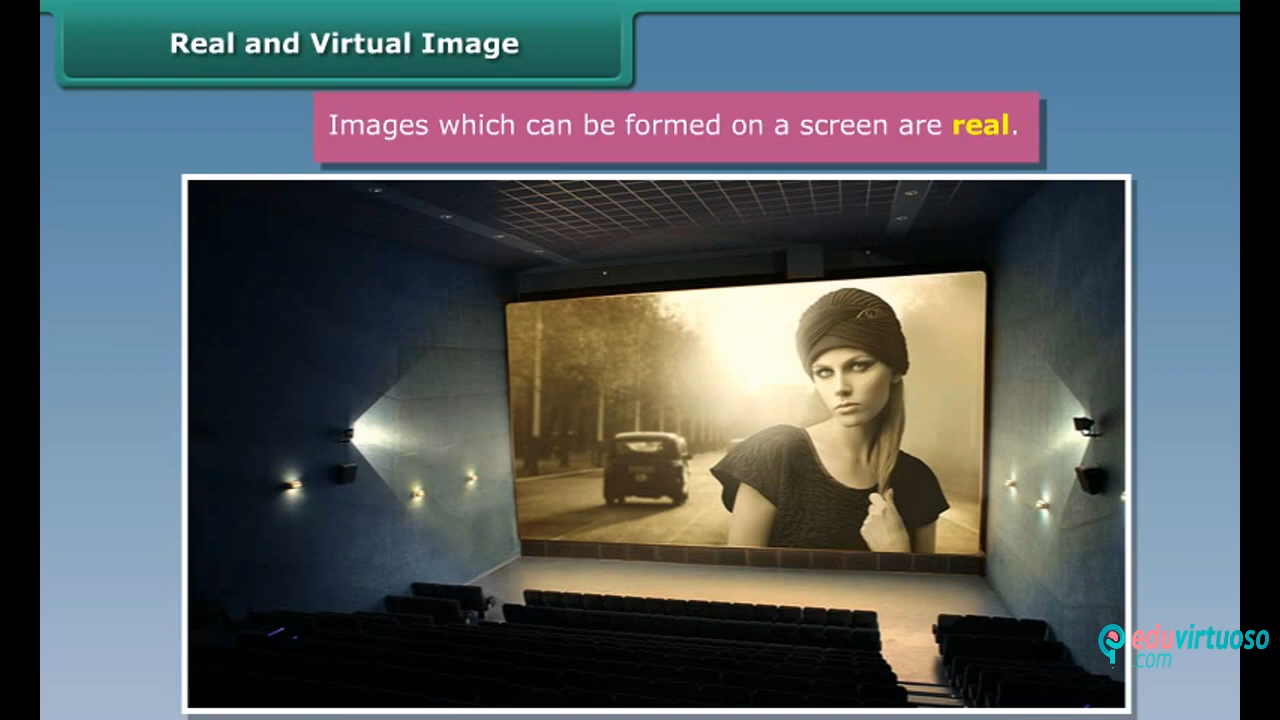 Real and Virtual Image
Images which can be formed on a screen are real.
eduvirtuoso
.com